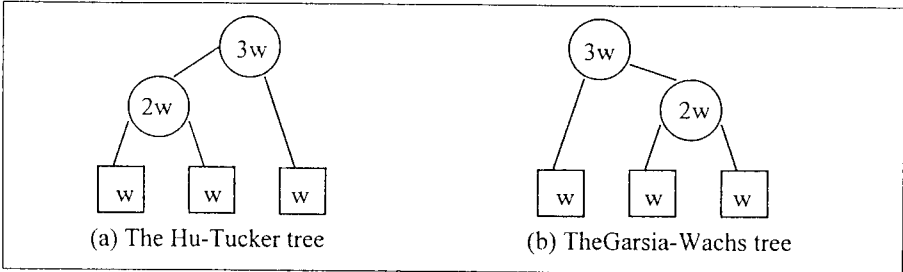 3w
3w
2w
2w
w w w
w w w
(a) The Hu-Tucker tree
(b) TheGarsia-Wachs tree